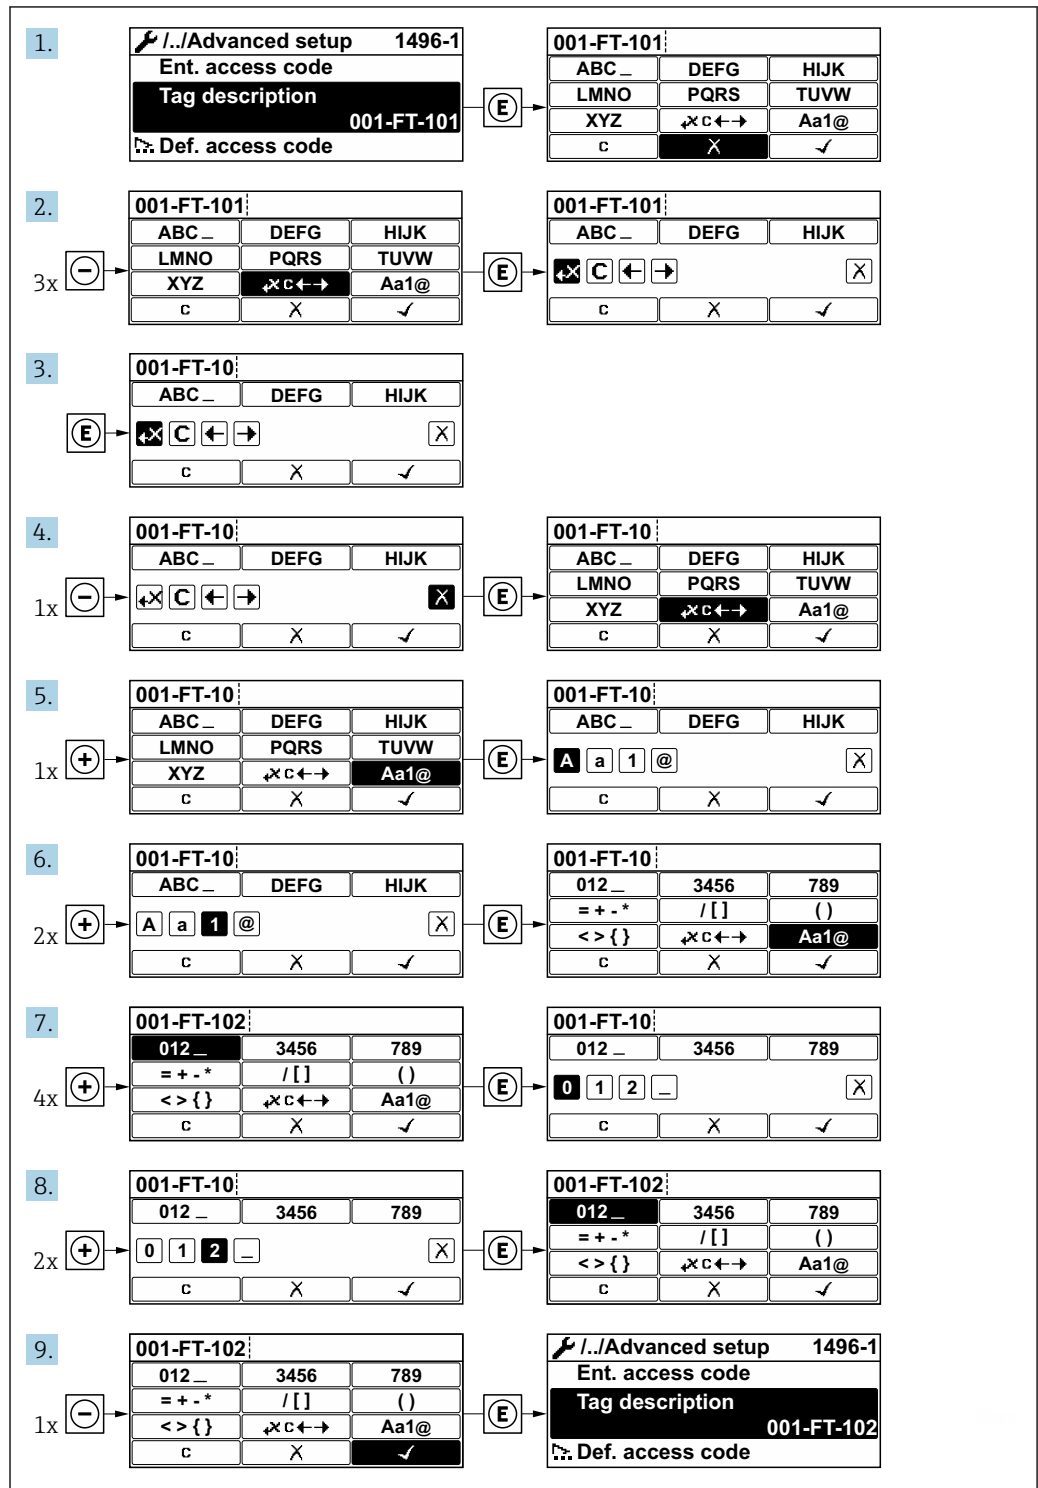 1.
/../Advanced setup 1496-1
Ent. access code
Tag description
001-FT-101
Def. access code
E
001-FT-101
ABC_ DEFG HIJK
LMNO PQRS TUVW
XYZ C Aa1@
C X ✓
2.
3x − 001-FT-101
ABC_ DEFG HIJK
LMNO PQRS TUVW
XYZ C Aa1@
C X ✓
E
001-FT-101
ABC_ DEFG HIJK
C ← → X
C X ✓
3.
E
001-FT-10
ABC_ DEFG HIJK
C ← → X
C X ✓
4.
1x − 001-FT-10
ABC_ DEFG HIJK
C ← → X
C X ✓
E
001-FT-10
ABC_ DEFG HIJK
LMNO PQRS TUVW
XYZ C Aa1@
C X ✓
5.
1x + 001-FT-10
ABC_ DEFG HIJK
LMNO PQRS TUVW
XYZ C Aa1@
C X ✓
E
001-FT-10
ABC_ DEFG HIJK
A a 1 @ X
C X ✓
6.
2x + 001-FT-10
ABC_ DEFG HIJK
A a 1 @ X
C X ✓
E
001-FT-10
012_ 3456 789
= + - * / [ ] ( )
< > { } C Aa1@
C X ✓
7.
4x + 001-FT-102
012_ 3456 789
= + - * / [ ] ( )
< > { } C Aa1@
C X ✓
E
001-FT-10
012_ 3456 789
0 1 2 _ X
C X ✓
8.
2x + 001-FT-10
012_ 3456 789
0 1 2 _ X
C X ✓
E
001-FT-102
012_ 3456 789
= + - * / [ ] ( )
< > { } C Aa1@
C X ✓
9.
1x − 001-FT-102
012_ 3456 789
= + - * / [ ] ( )
< > { } C Aa1@
C X ✓
E
/../Advanced setup 1496-1
Ent. access code
Tag description
001-FT-102
Def. access code